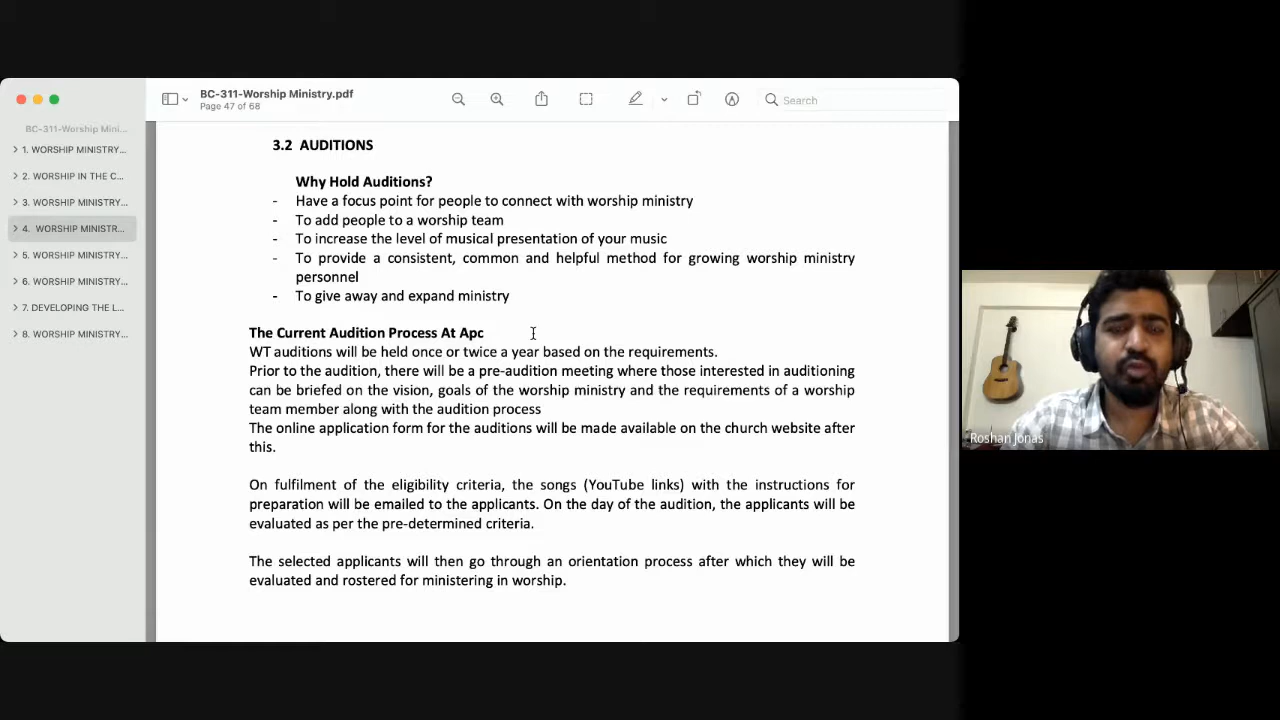 BC-311-Worship Ministry.pdf
Page 47 of 68
Search
BC-311-Worship Mini...
1. WORSHIP MINISTRY...
2. WORSHIP IN THE C...
3. WORSHIP MINISTRY...
4. WORSHIP MINISTR...
5. WORSHIP MINISTRY...
6. WORSHIP MINISTRY...
7. DEVELOPING THE L...
8. WORSHIP MINISTRY...
3.2 AUDITIONS
Why Hold Auditions?
- Have a focus point for people to connect with worship ministry
- To add people to a worship team
- To increase the level of musical presentation of your music
- To provide a consistent, common and helpful method for growing worship ministry
personnel
- To give away and expand ministry
The Current Audition Process At Apc
WT auditions will be held once or twice a year based on the requirements.
Prior to the audition, there will be a pre-audition meeting where those interested in auditioning
can be briefed on the vision, goals of the worship ministry and the requirements of a worship
team member along with the audition process
The online application form for the auditions will be made available on the church website after
this.
On fulfilment of the eligibility criteria, the songs (YouTube links) with the instructions for
preparation will be emailed to the applicants. On the day of the audition, the applicants will be
evaluated as per the pre-determined criteria.
The selected applicants will then go through an orientation process after which they will be
evaluated and rostered for ministering in worship.
Roshan Jonas